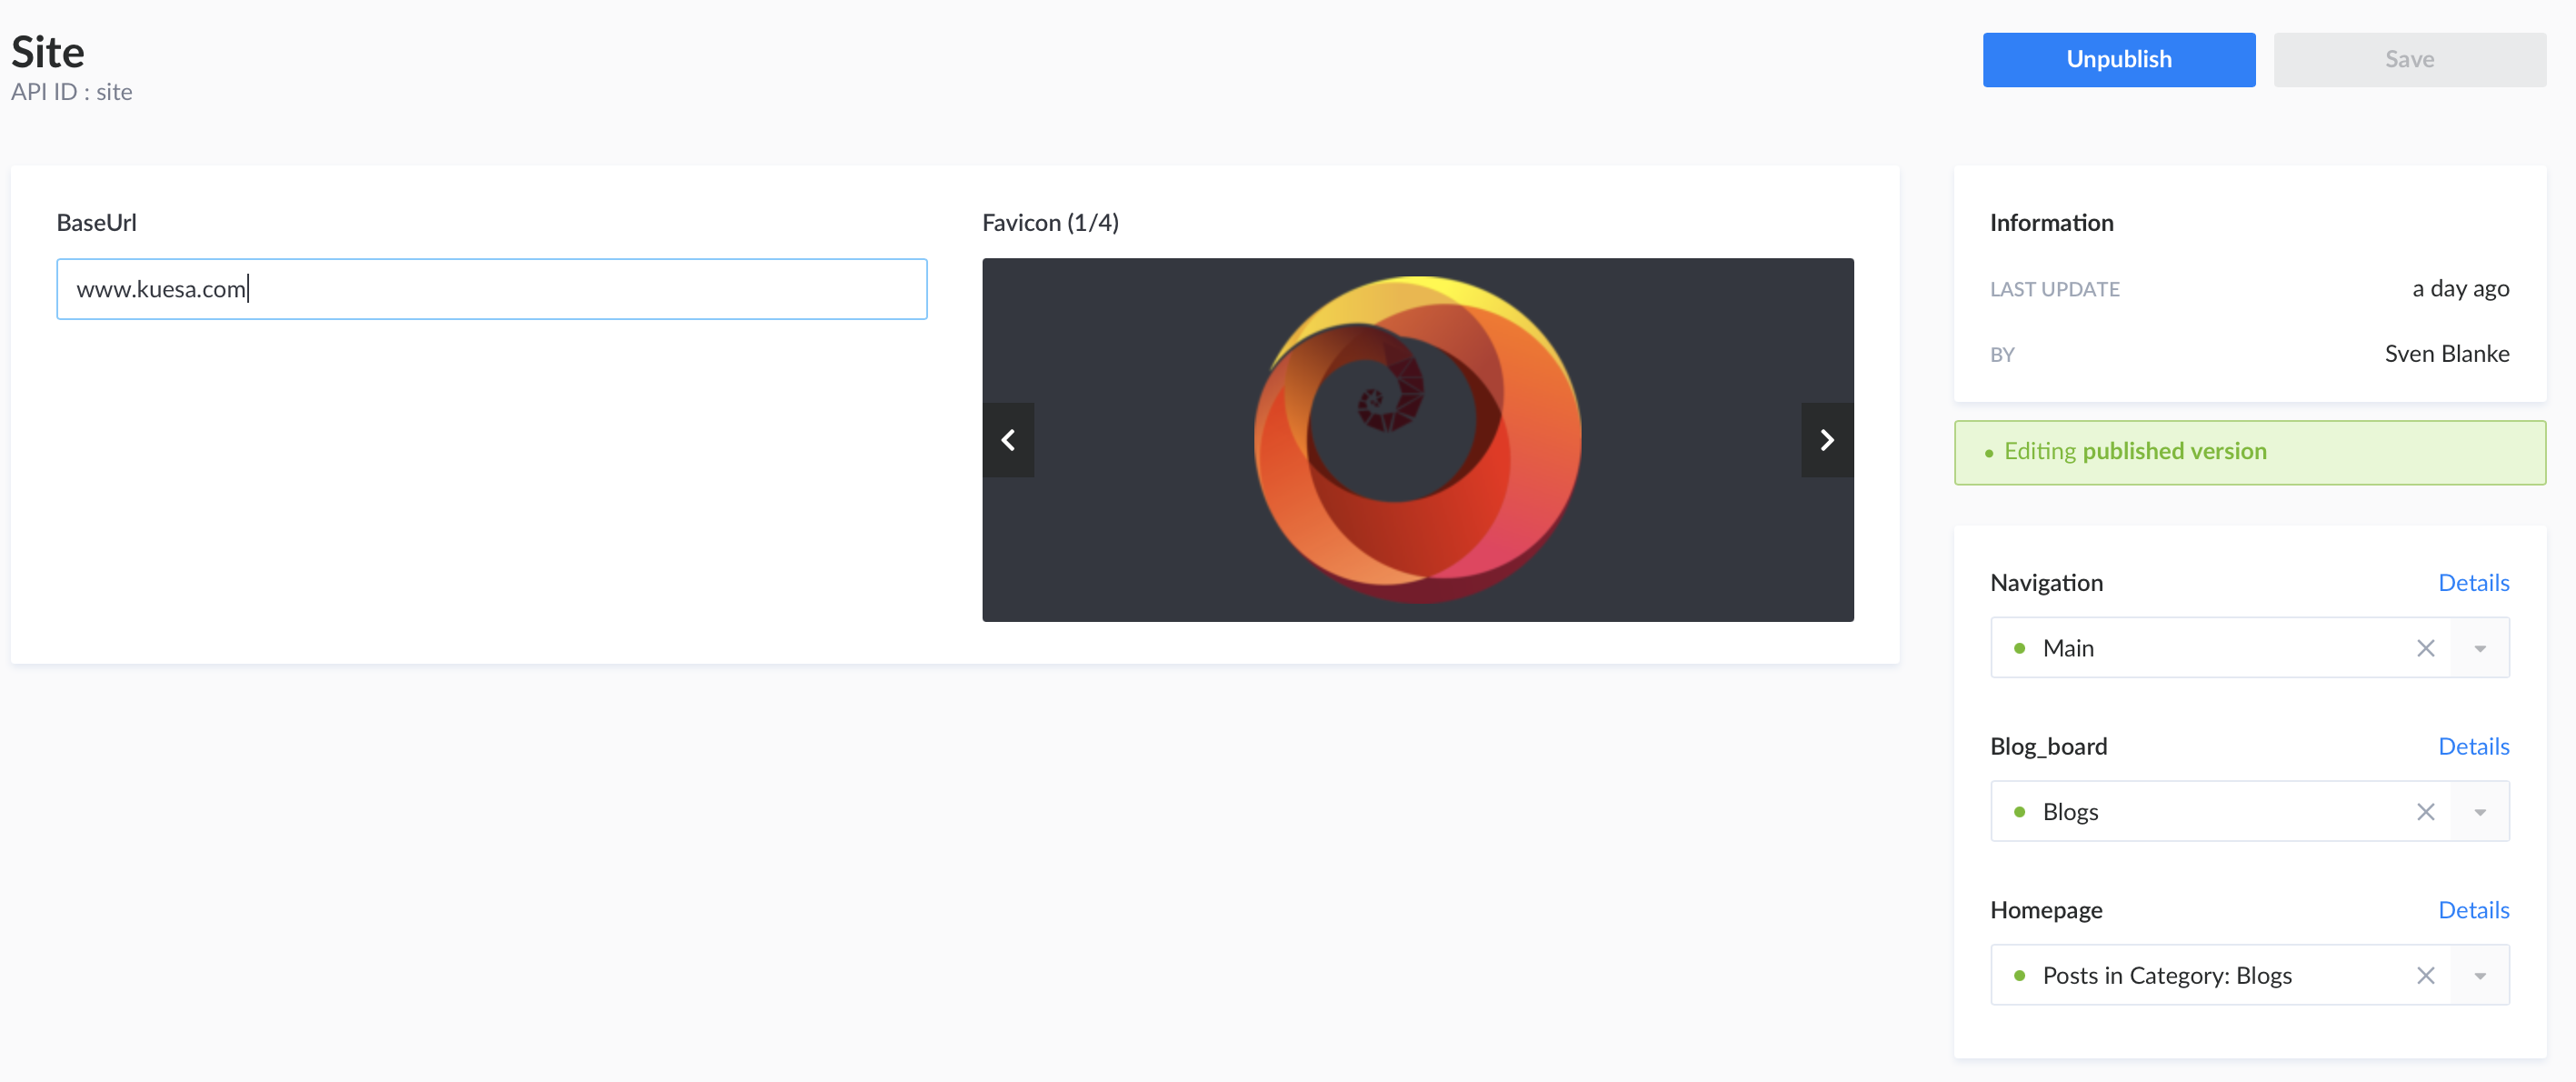 Site
API ID : site
Unpublish
Save
BaseUrl
www.kuesa.com
Favicon (1/4)
Information
LAST UPDATE a day ago
BY Sven Blanke
• Editing published version
Navigation Details
Main
Blog_board Details
Blogs
Homepage Details
Posts in Category: Blogs